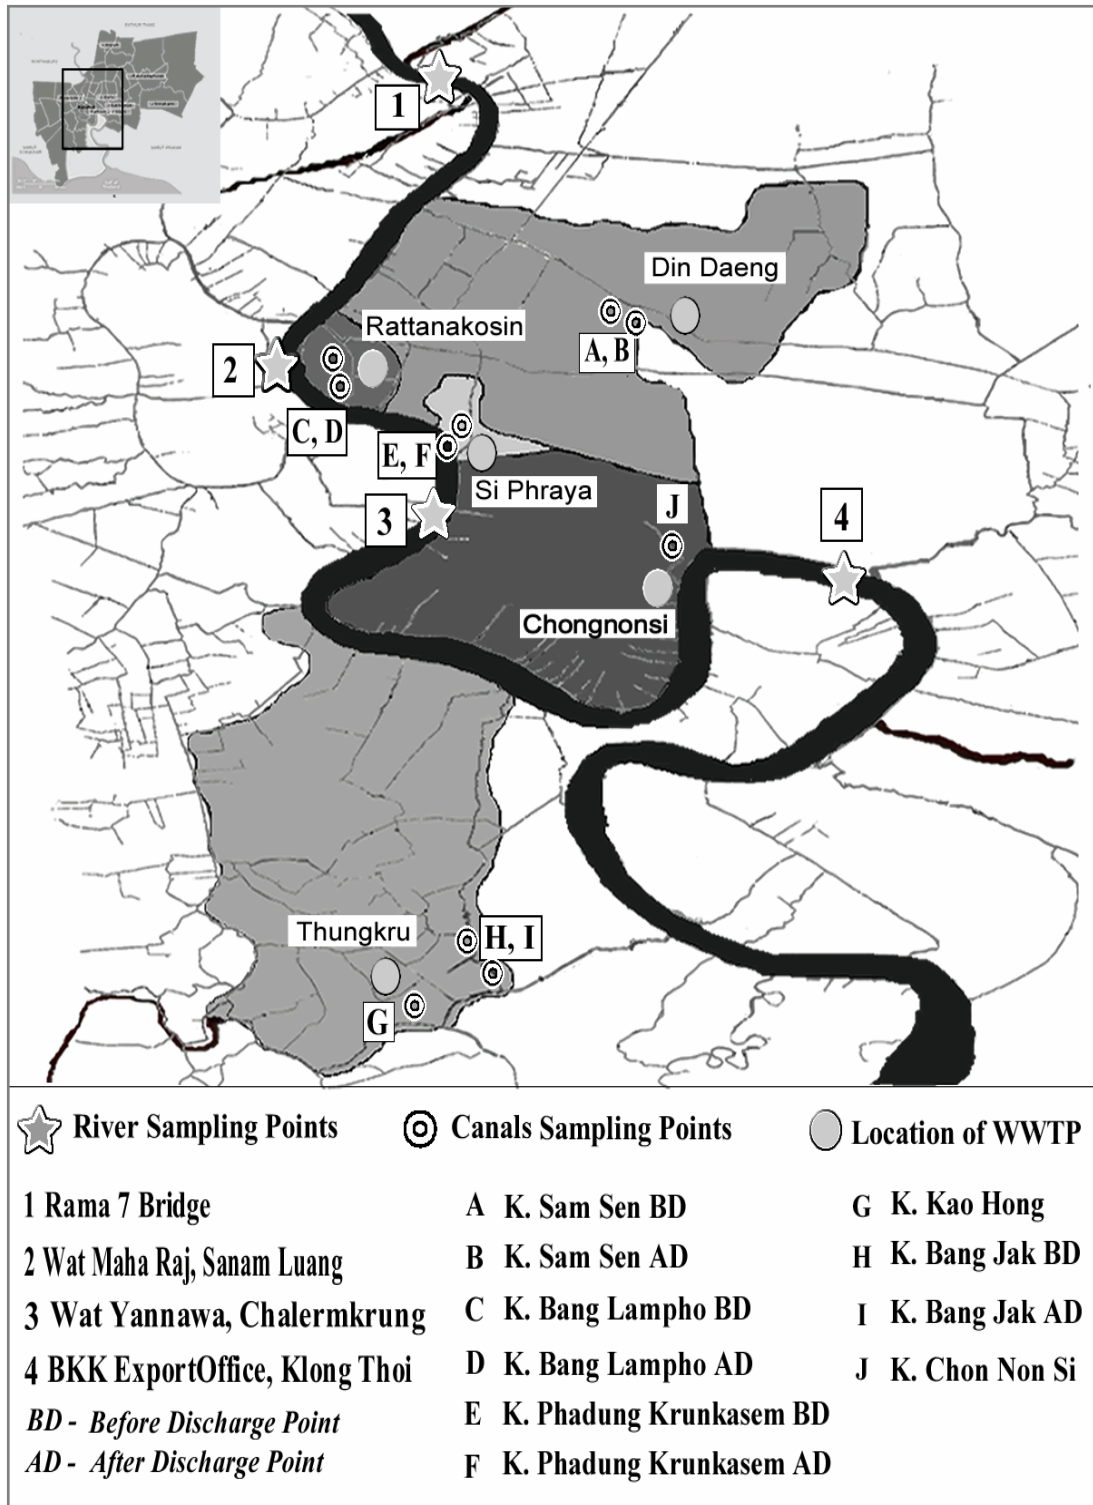 1
Din Daeng
Rattanakosin
2
A, B
C, D
E, F
Si Phraya
3
J
4
Chongnonsi
Thungkru
H, I
G
River Sampling Points
Canals Sampling Points
Location of WWTP
1 Rama 7 Bridge
2 Wat Maha Raj, Sanam Luang
3 Wat Yannawa, Chalermkrung
4 BKK ExportOffice, Klong Thoi
BD - Before Discharge Point
AD - After Discharge Point
A K. Sam Sen BD
B K. Sam Sen AD
C K. Bang Lampho BD
D K. Bang Lampho AD
E K. Phadung Krunkasem BD
F K. Phadung Krunkasem AD
G K. Kao Hong
H K. Bang Jak BD
I K. Bang Jak AD
J K. Chon Non Si